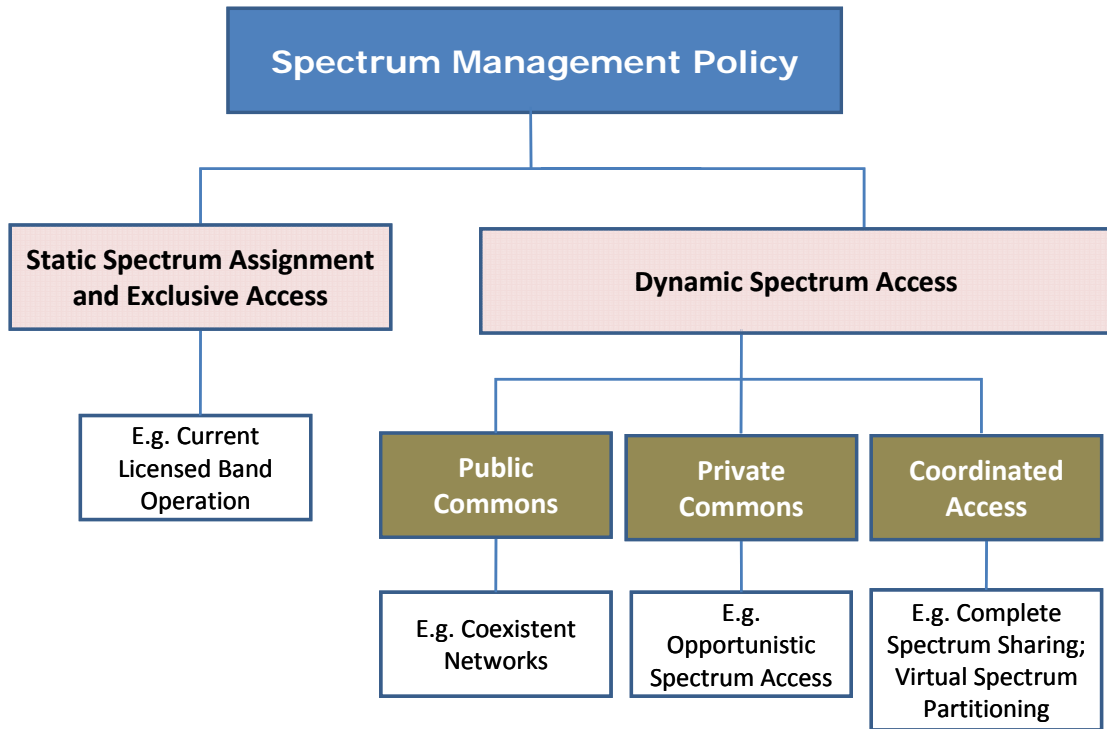 Spectrum Management Policy
Static Spectrum Assignment
and Exclusive Access
Dynamic Spectrum Access
E.g. Current
Licensed Band
Operation
Public
Commons
Private
Commons
Coordinated
Access
E.g. Coexistent
Networks
E.g.
Opportunistic
Spectrum Access
E.g. Complete
Spectrum Sharing;
Virtual Spectrum
Partitioning